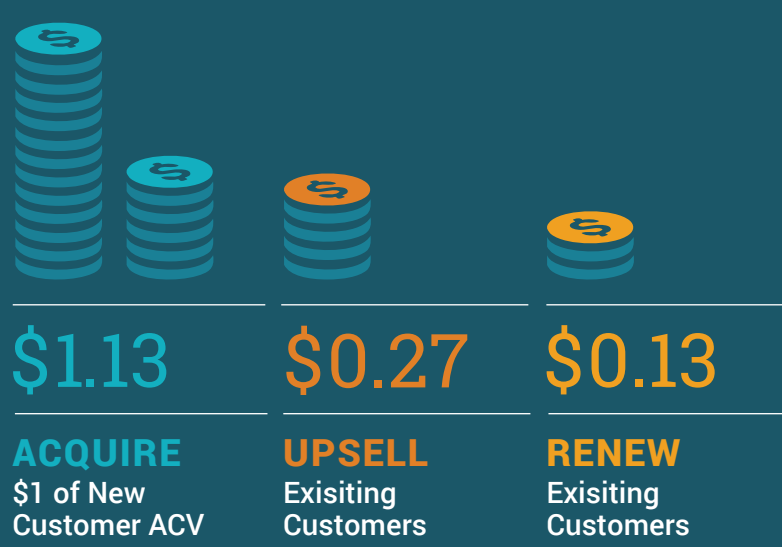 $
$
$
$
$1.13
$0.27
$0.13
ACQUIRE
$1 of New
Customer ACV
UPSELL
Exisiting
Customers
RENEW
Exisiting
Customers